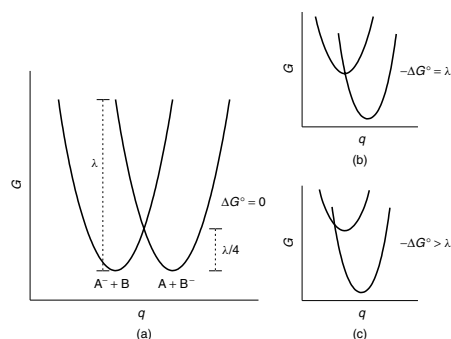 G
λ
ΔG° = 0
λ/4
A⁻ + B
A + B⁻
q
(a)
G
−ΔG° = λ
q
(b)
G
−ΔG° > λ
q
(c)